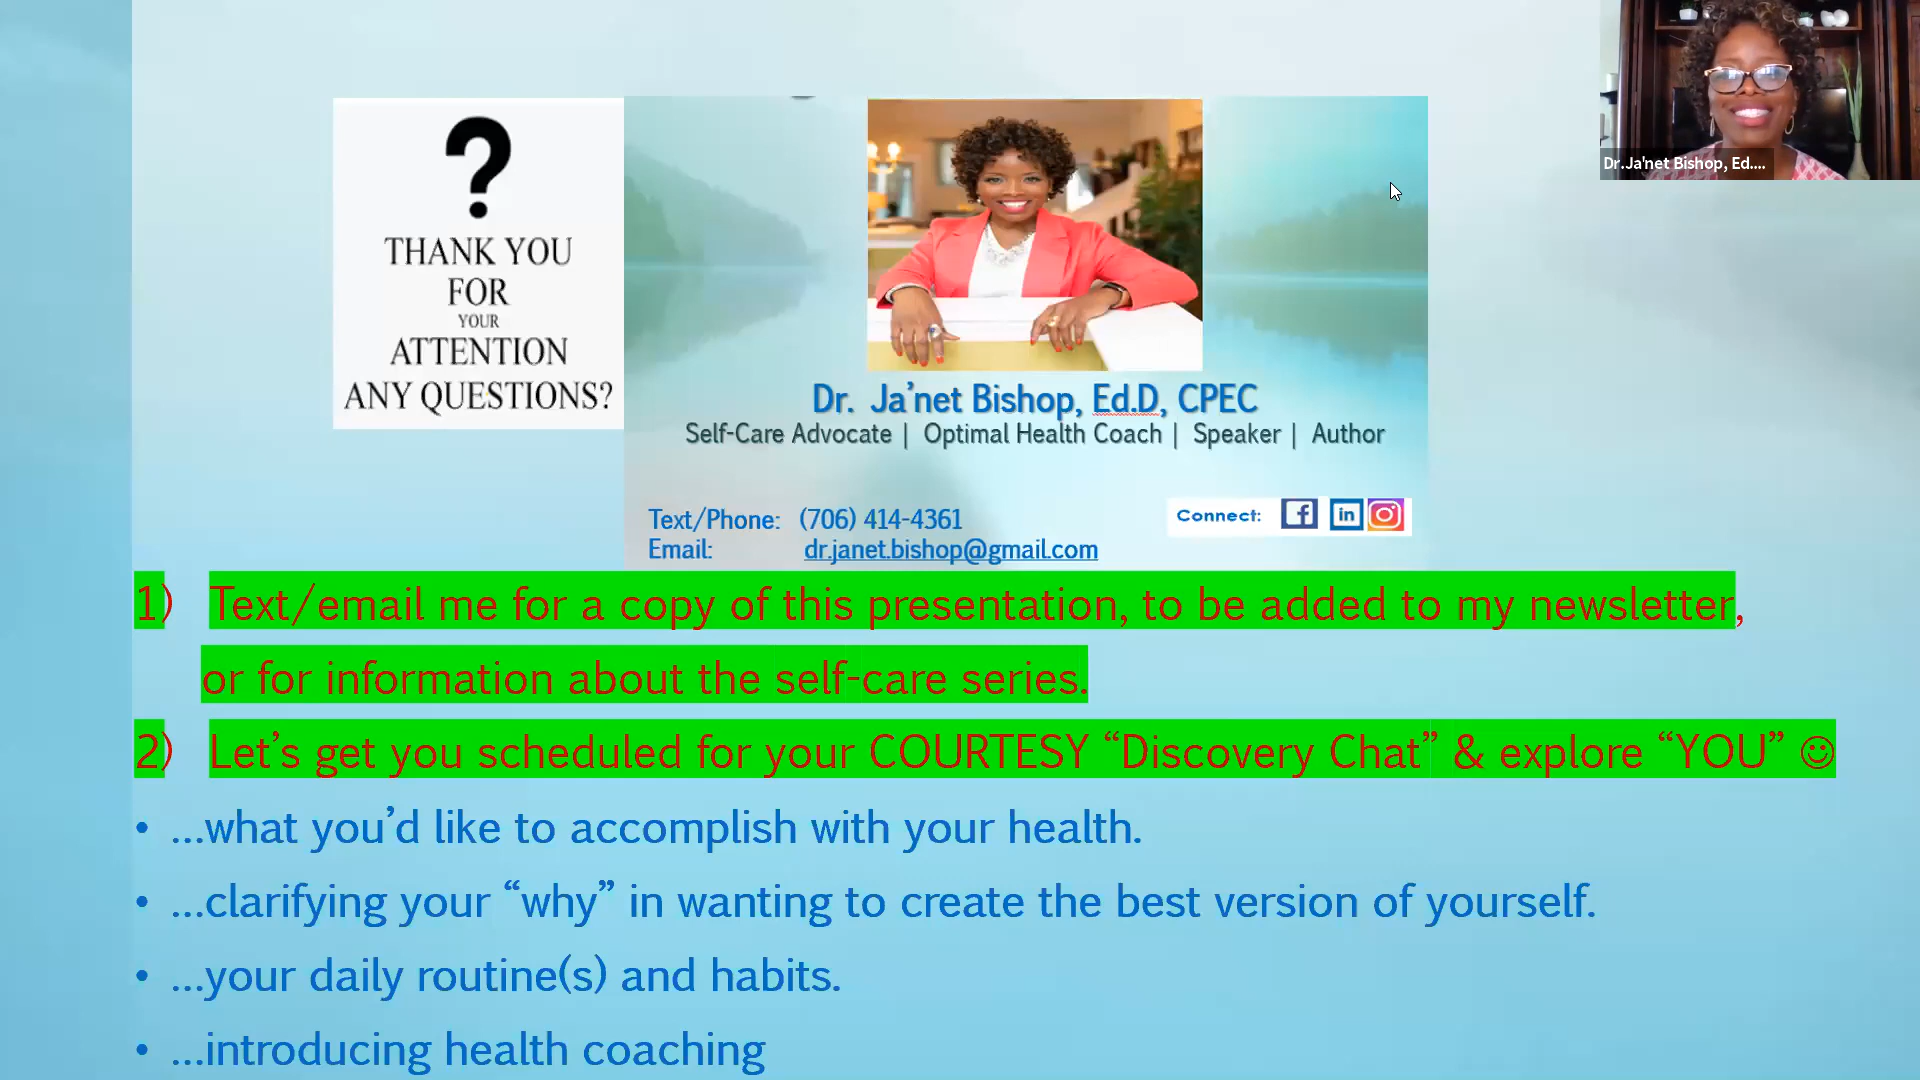 Dr.Ja'net Bishop, Ed....
?
THANK YOU
FOR
YOUR
ATTENTION
ANY QUESTIONS?
Dr. Ja’net Bishop, Ed.D, CPEC
Self-Care Advocate | Optimal Health Coach | Speaker | Author
Text/Phone: (706) 414-4361
Email: dr.janet.bishop@gmail.com
Connect: f in
1) Text/email me for a copy of this presentation, to be added to my newsletter,
or for information about the self-care series.
2) Let’s get you scheduled for your COURTESY “Discovery Chat” & explore “YOU” ☺
• ...what you’d like to accomplish with your health.
• ...clarifying your “why” in wanting to create the best version of yourself.
• ...your daily routine(s) and habits.
• ...introducing health coaching